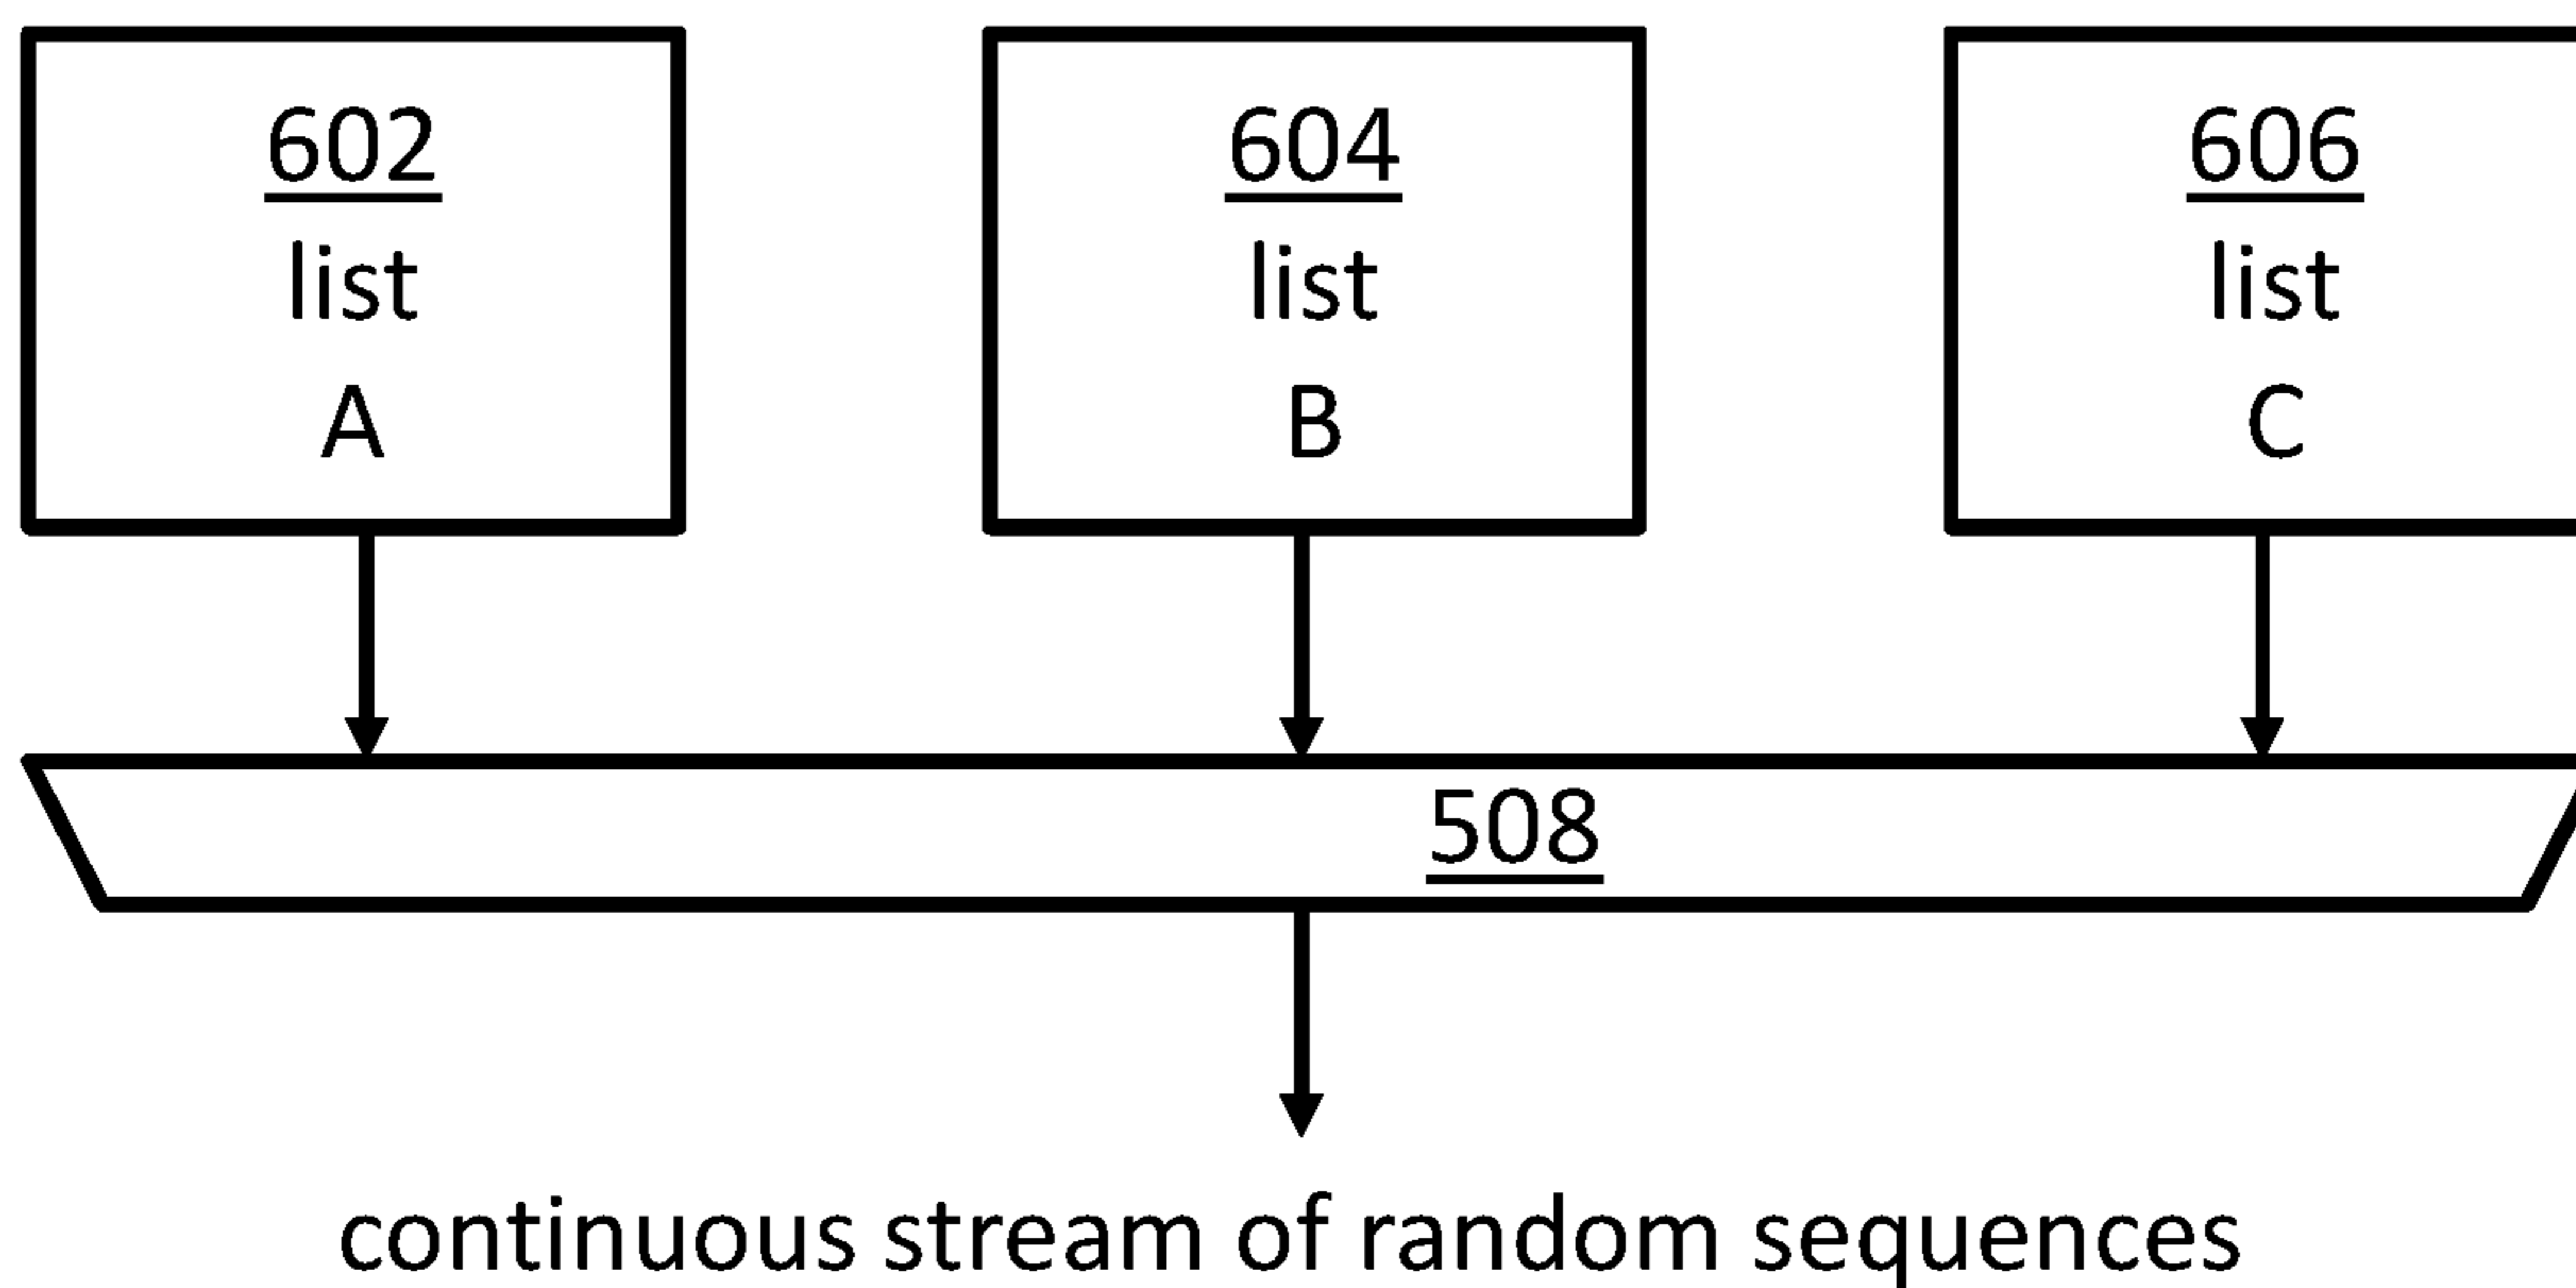 602
list
A
604
list
B
606
list
C
508
continuous stream of random sequences